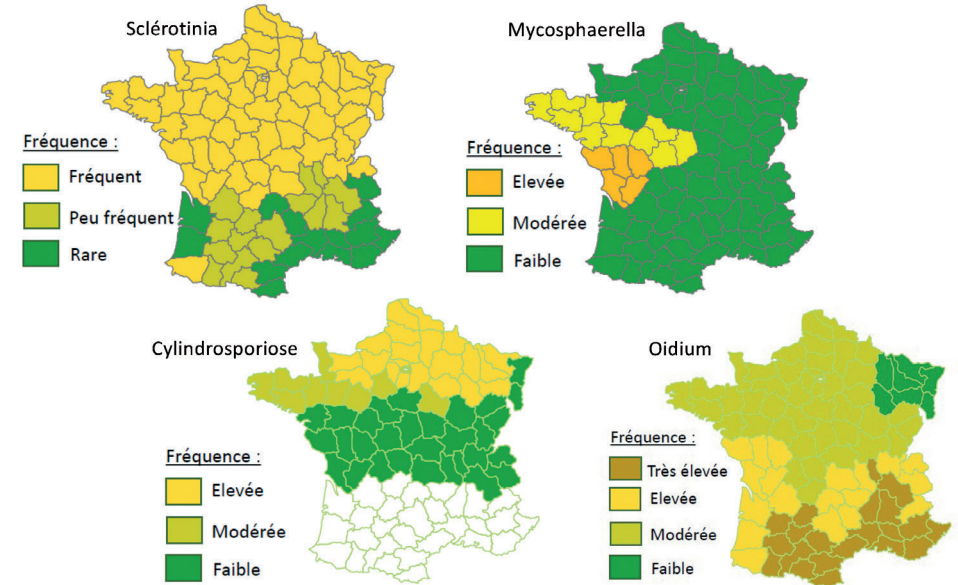 Sclérotinia
Fréquence :
Fréquent
Peu fréquent
Rare
Mycosphaerella
Fréquence :
Elevée
Modérée
Faible
Cylindrosporiose
Fréquence :
Elevée
Modérée
Faible
Oidium
Fréquence :
Très élevée
Elevée
Modérée
Faible